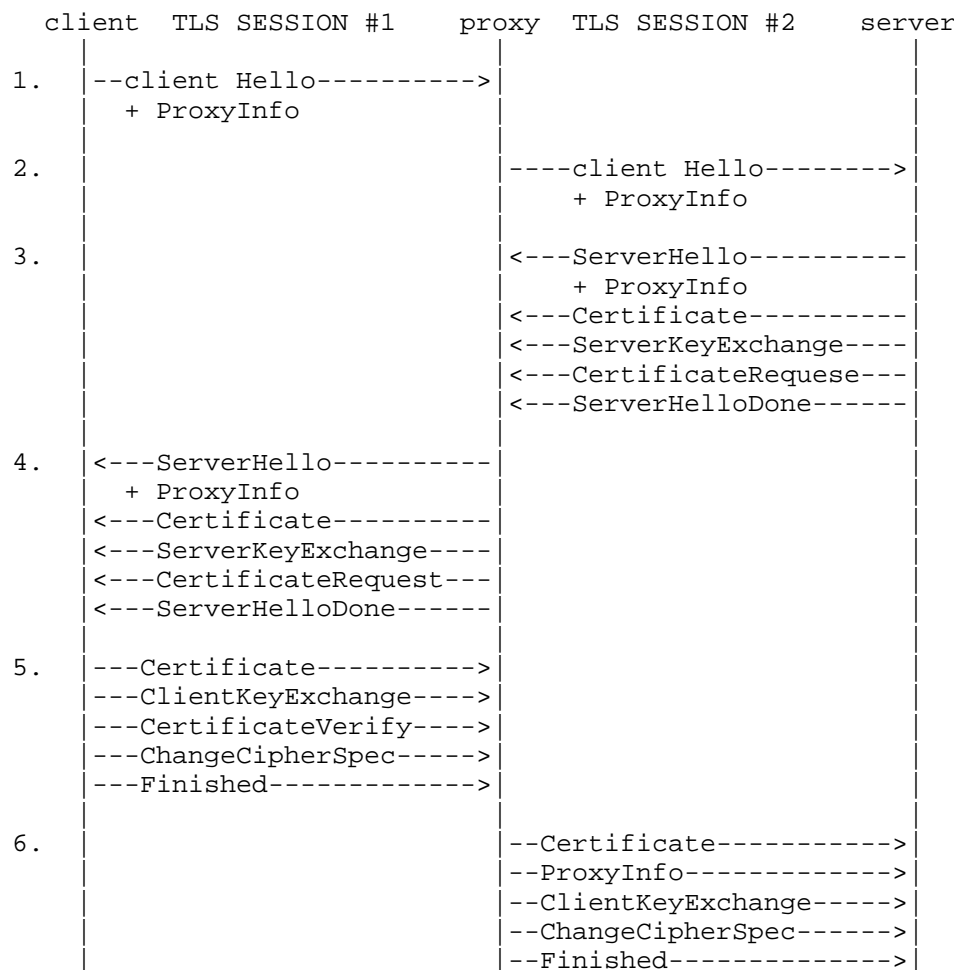 client  TLS SESSION #1    proxy  TLS SESSION #2    server
     |                         |                         |
1.   |--client Hello---------->|                         |
     |  + ProxyInfo            |                         |
     |                         |                         |
2.   |                         |----client Hello-------->|
     |                         |    + ProxyInfo          |
     |                         |                         |
3.   |                         |<---ServerHello----------|
     |                         |    + ProxyInfo          |
     |                         |<---Certificate----------|
     |                         |<---ServerKeyExchange----|
     |                         |<---CertificateRequese---|
     |                         |<---ServerHelloDone------|
     |                         |                         |
4.   |<---ServerHello----------|                         |
     |  + ProxyInfo            |                         |
     |<---Certificate----------|                         |
     |<---ServerKeyExchange----|                         |
     |<---CertificateRequest---|                         |
     |<---ServerHelloDone------|                         |
     |                         |                         |
5.   |---Certificate---------->|                         |
     |---ClientKeyExchange---->|                         |
     |---CertificateVerify---->|                         |
     |---ChangeCipherSpec----->|                         |
     |---Finished------------->|                         |
     |                         |                         |
6.   |                         |--Certificate----------->|
     |                         |--ProxyInfo------------->|
     |                         |--ClientKeyExchange----->|
     |                         |--ChangeCipherSpec------>|
     |                         |--Finished-------------->|